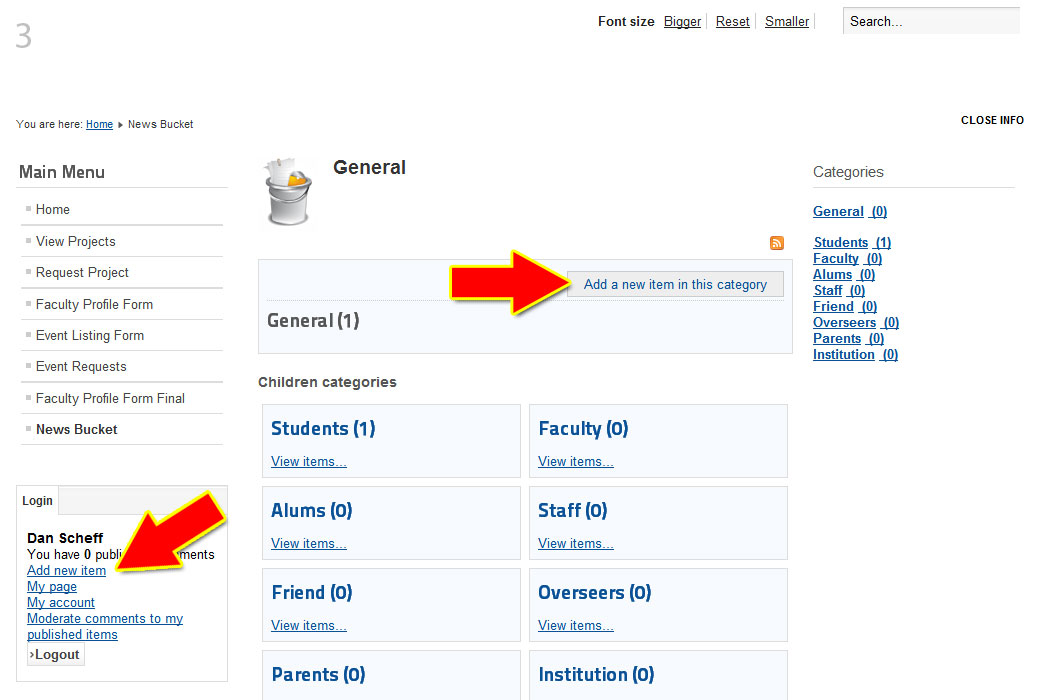 3
Font size Bigger Reset Smaller
Search...
You are here: Home News Bucket
CLOSE INFO
Main Menu
Home
View Projects
Request Project
Faculty Profile Form
Event Listing Form
Event Requests
Faculty Profile Form Final
News Bucket
Login
Dan Scheff
You have 0
Add new item
My page
My account
Moderate comments to my
published items
›Logout
General
Add a new item in this category
General (1)
Children categories
Students (1)
View items...
Faculty (0)
View items...
Alums (0)
View items...
Staff (0)
View items...
Friend (0)
View items...
Overseers (0)
View items...
Parents (0)
Institution (0)
Categories
General (0)
Students (1)
Faculty (0)
Alums (0)
Staff (0)
Friend (0)
Overseers (0)
Parents (0)
Institution (0)